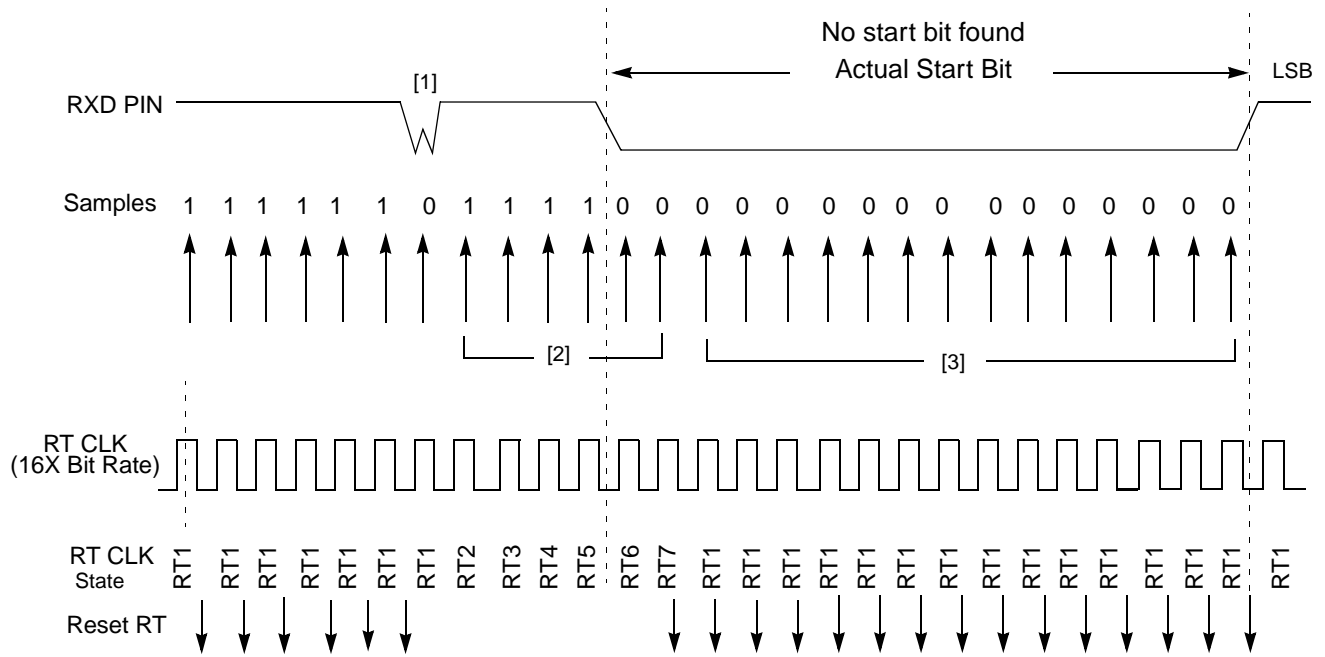 No start bit found
Actual Start Bit
LSB
[1]
RXD PIN
Samples 1 1 1 1 1 1 0 1 1 1 1 0 0 0 0 0 0 0 0 0 0 0 0 0 0 0 0
[2] [3]
RT CLK
(16X Bit Rate)
RT CLK
State
RT1 RT1 RT1 RT1 RT1 RT1 RT1 RT2 RT3 RT4 RT5 RT6 RT7 RT1 RT1 RT1 RT1 RT1 RT1 RT1 RT1 RT1 RT1 RT1 RT1 RT1 RT1 RT1
Reset RT